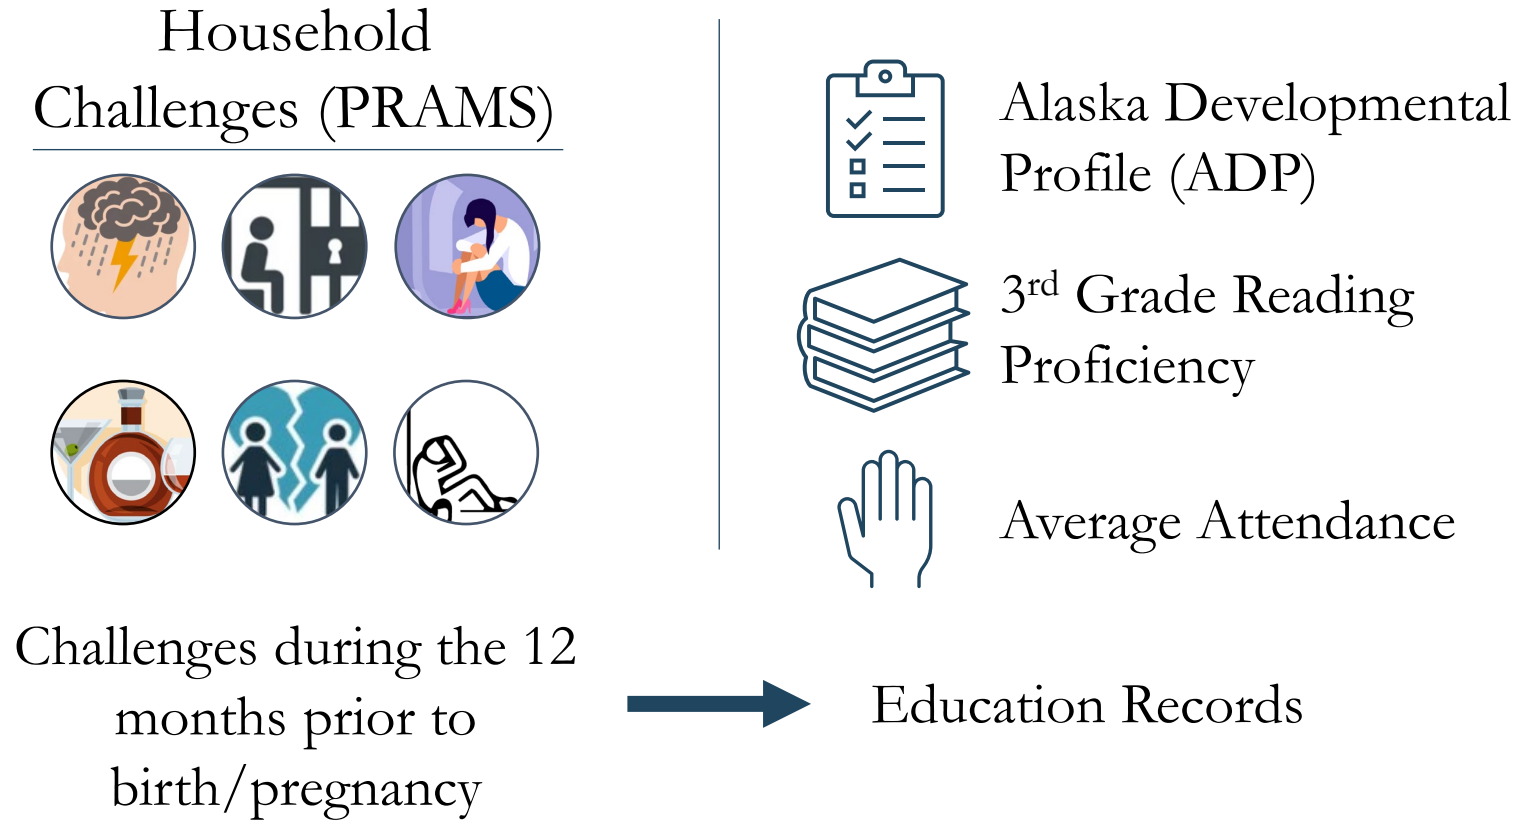 Household
Challenges (PRAMS)
Alaska Developmental
Profile (ADP)
3rd Grade Reading
Proficiency
Average Attendance
Challenges during the 12
months prior to
birth/pregnancy
Education Records